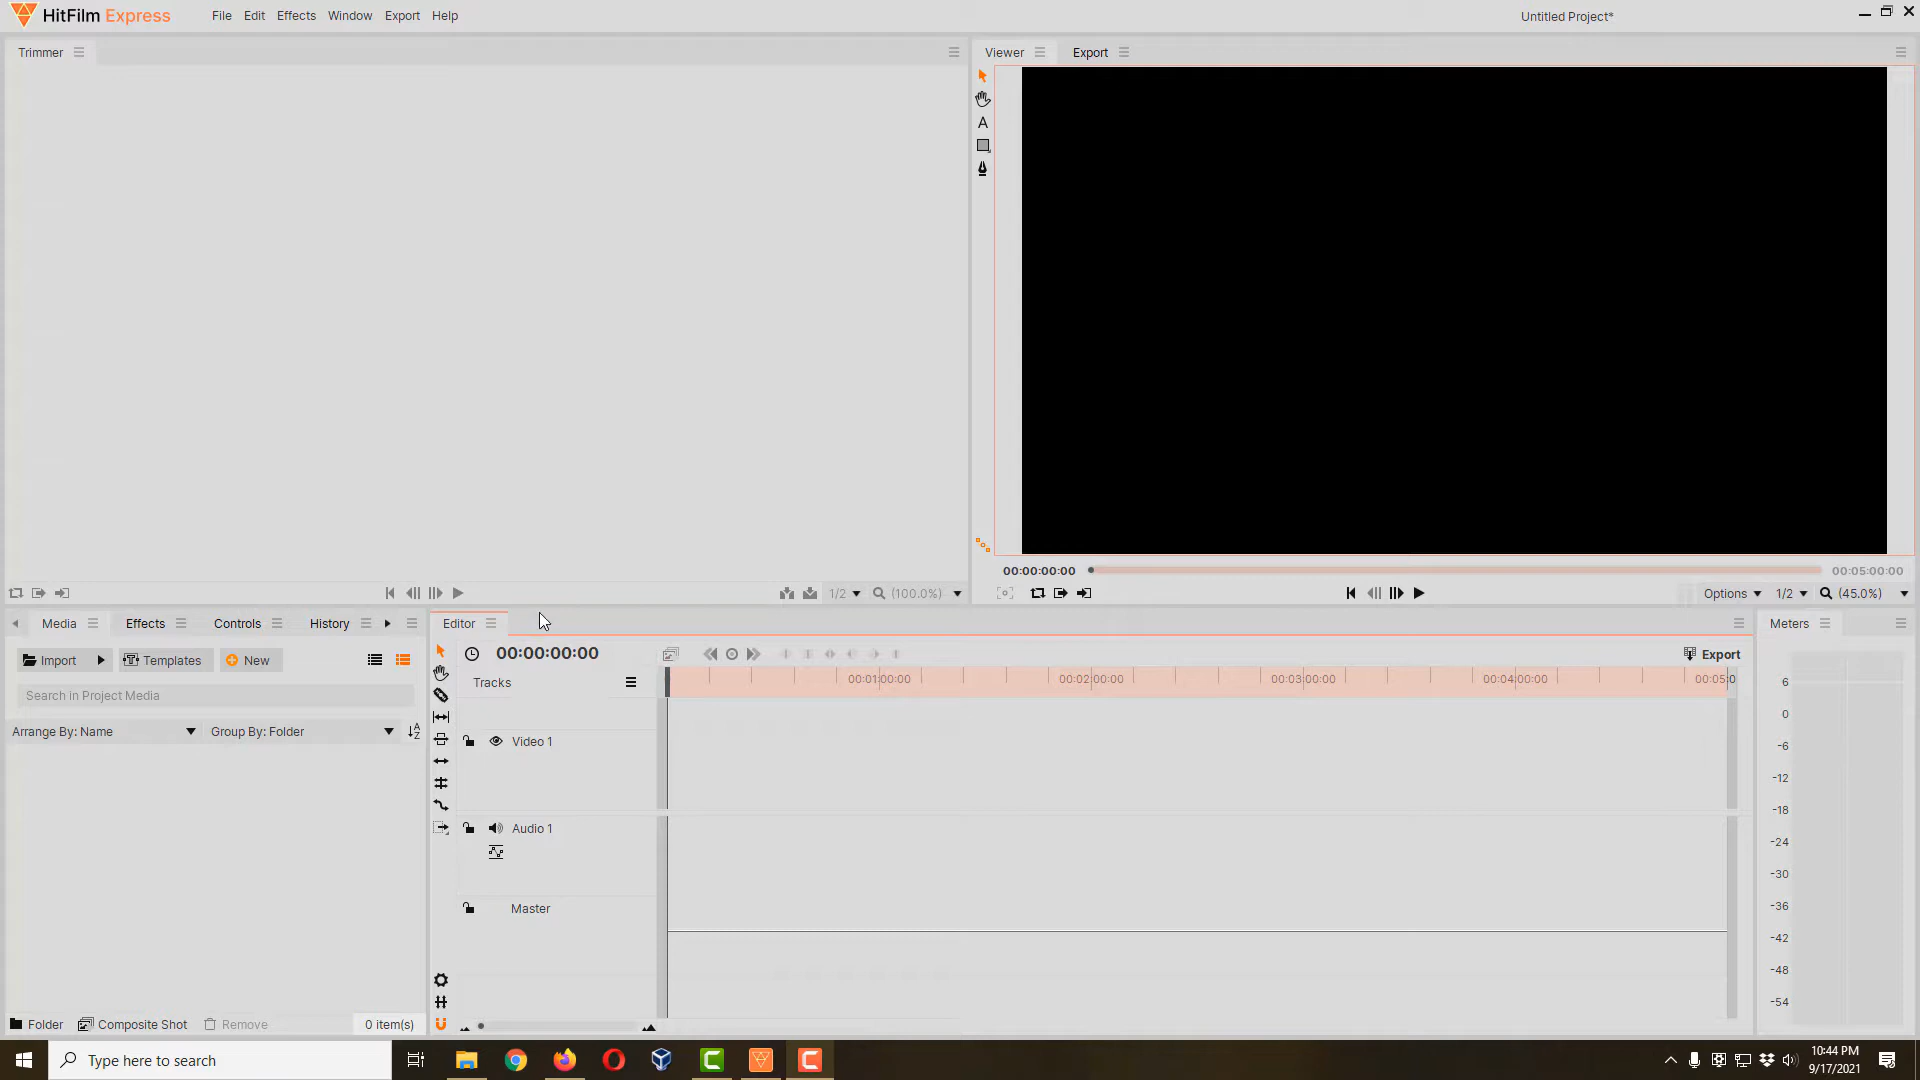 HitFilm Express File Edit Effects Window Export Help Untitled Project*
Trimmer
Viewer Export
A
00:00:00:00 00:05:00:00
1/2 (100.0%)
Options 1/2 (45.0%)
Media Effects Controls History
Editor
Meters
Import Templates New
00:00:00:00
Export
Search in Project Media
Tracks
00:01:00:00 00:02:00:00 00:03:00:00 00:04:00:00 00:05:0
Arrange By: Name Group By: Folder
Video 1
Audio 1
Master
6
0
-6
-12
-18
-24
-30
-36
-42
-48
-54
Folder Composite Shot Remove 0 item(s)
Type here to search
10:44 PM
9/17/2021